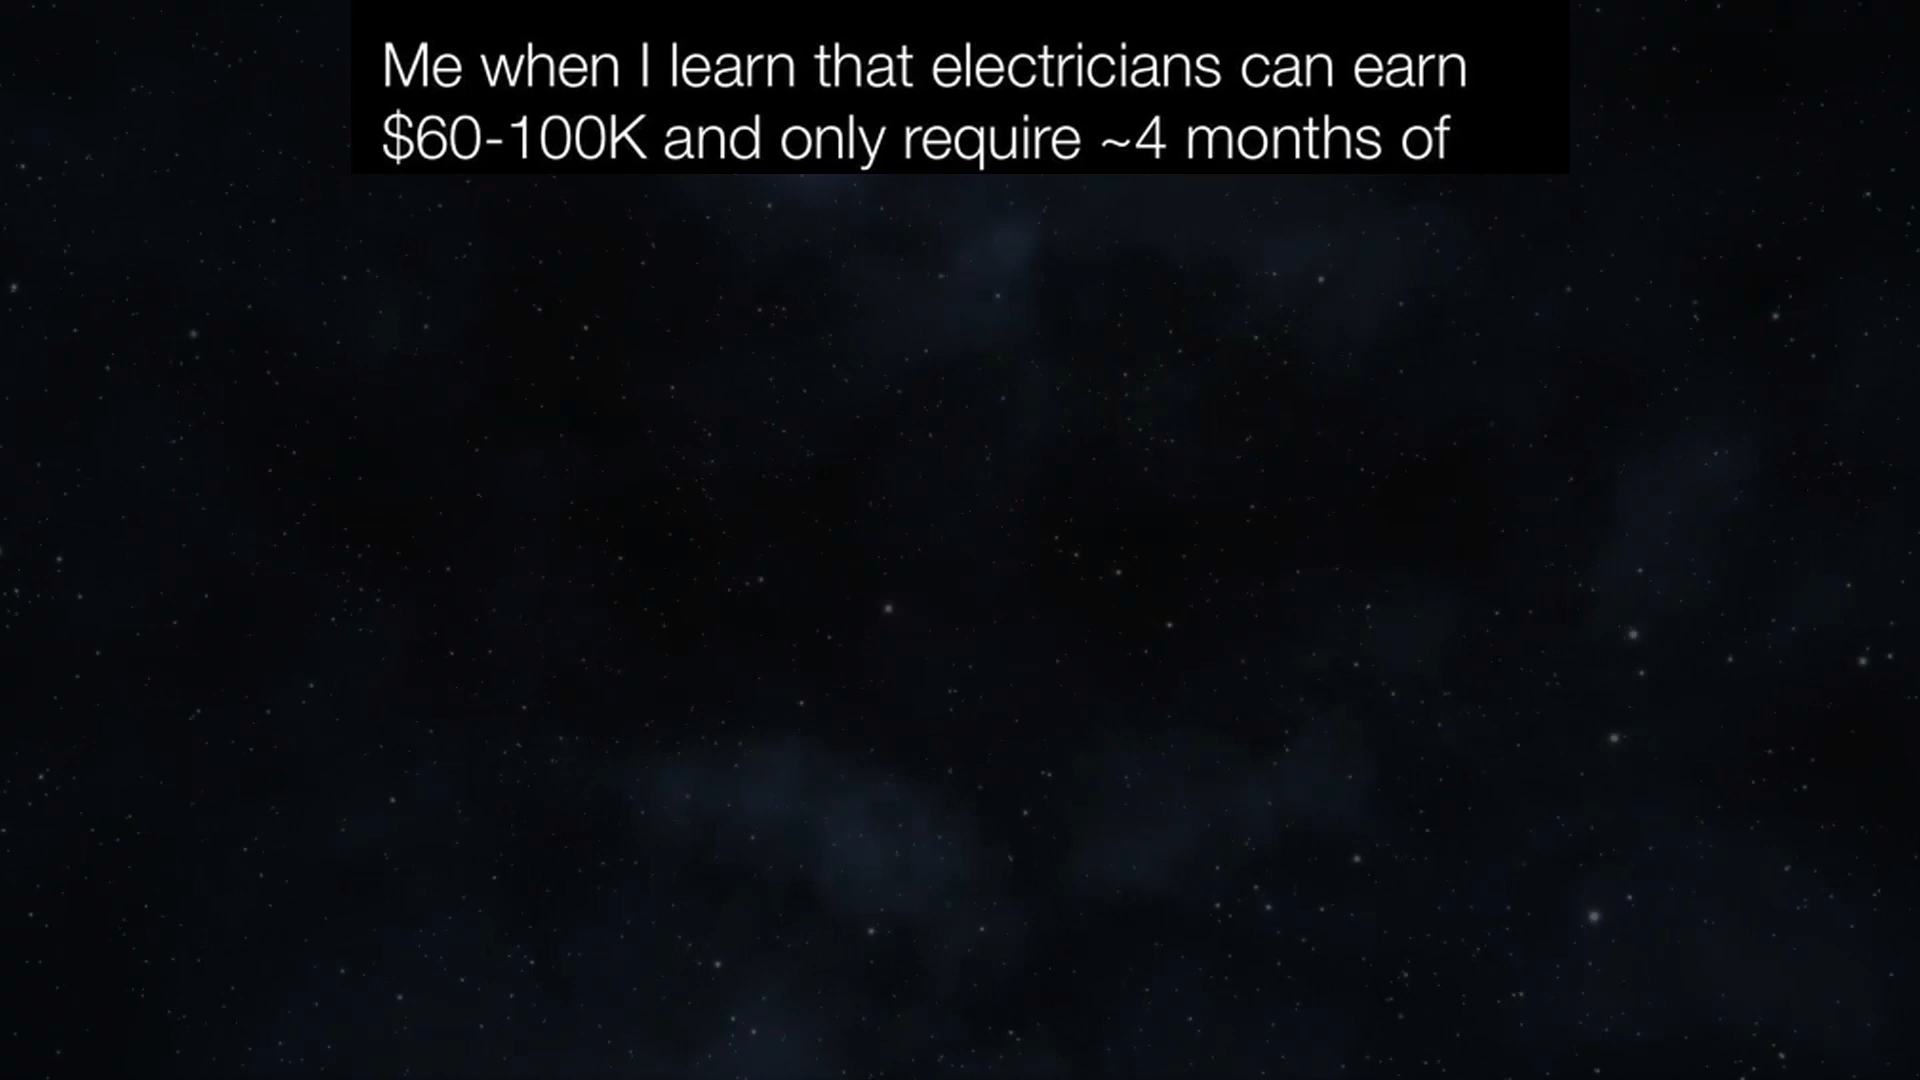 Me when I learn that electricians can earn
$60-100K and only require ~4 months of